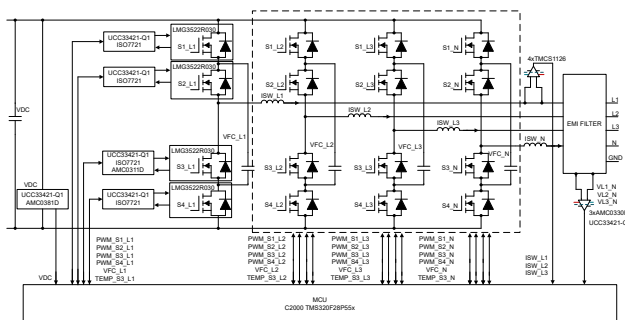 LMG3522R030
UCC33421-Q1
ISO7721
S1_L1
S1_L2
S1_L3
S1_N
4xTMCS1126
LMG3522R030
UCC33421-Q1
ISO7721
S2_L1
S2_L2
S2_L3
S2_N
ISW_L1
ISW_L2
ISW_L3
ISW_N
VDC
VFC_L1
VFC_L2
VFC_L3
VFC_N
EMI FILTER
L1
L2
L3
N
GND
LMG3522R030
UCC33421-Q1
ISO7721
AMC0311D
S3_L1
S3_L2
S3_L3
S3_N
VDC
UCC33421-Q1
AMC0381D
LMG3522R030
UCC33421-Q1
ISO7721
S4_L1
S4_L2
S4_L3
S4_N
VL1_N
VL2_N
VL3_N
3xAMC0330
UCC33421-
PWM_S1_L1
PWM_S2_L1
PWM_S3_L1
PWM_S4_L1
VFC_L1
TEMP_S3_L1
PWM_S1_L2
PWM_S2_L2
PWM_S3_L2
PWM_S4_L2
VFC_L2
TEMP_S3_L2
PWM_S1_L3
PWM_S2_L3
PWM_S3_L3
PWM_S4_L3
VFC_L3
TEMP_S3_L3
PWM_S1_N
PWM_S2_N
PWM_S3_N
PWM_S4_N
VFC_N
TEMP_S3_N
ISW_L1
ISW_L2
ISW_L3
VDC
MCU
C2000 TMS320F28P55x